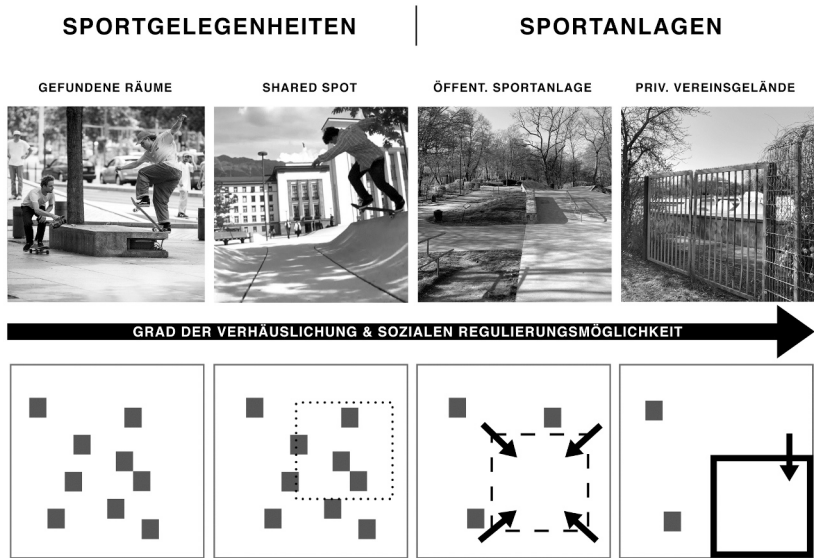 SPORTGELEGENHEITEN
SPORTANLAGEN
GEFUNDENE RÄUME
SHARED SPOT
ÖFFENT. SPORTANLAGE
PRIV. VEREINSGELÄNDE
GRAD DER VERHÄUSLICHUNG & SOZIALEN REGULIERUNGSMÖGLICHKEIT